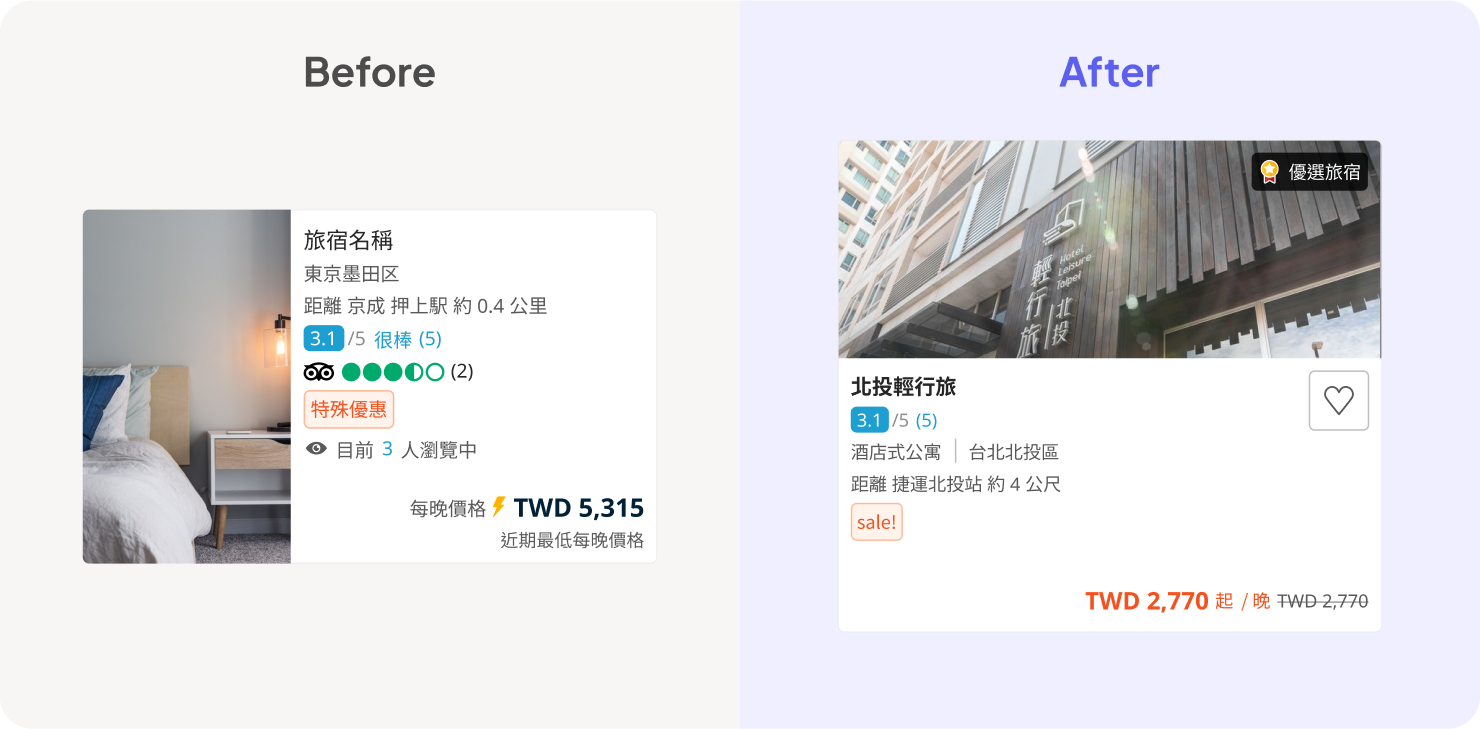 Before
旅宿名稱
東京墨田区
距離 京成 押上駅 約 0.4 公里
3.1 /5 很棒 (5)
(2)
特殊優惠
目前 3 人瀏覽中
每晚價格 TWD 5,315
近期最低每晚價格
After
優選旅宿
輕行旅
Hotel
Leisure
Taipei
北投
北投輕行旅
3.1 /5 (5)
酒店式公寓 | 台北北投區
距離 捷運北投站 約 4 公尺
sale!
TWD 2,770 起 / 晚 TWD 2,770